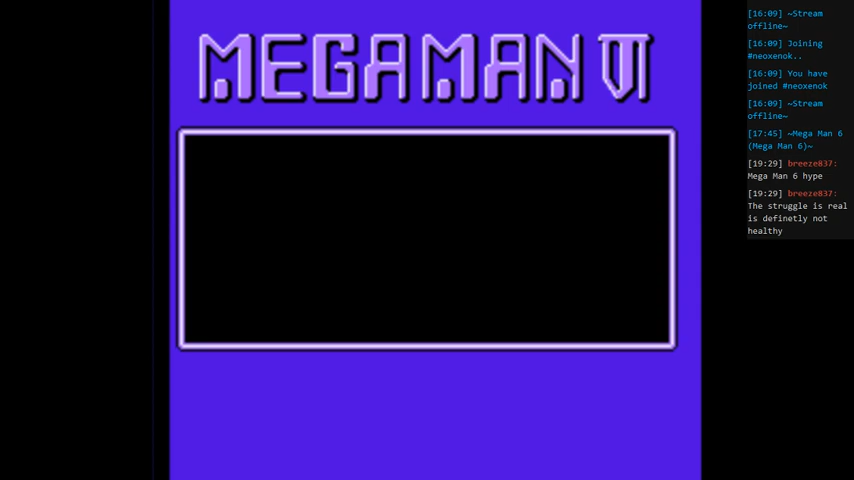 MEGAMAN VI
[16:09] ~Stream
offline~
[16:09] Joining
#neoxenok..
[16:09] You have
joined #neoxenok
[16:09] ~Stream
offline~
[17:45] ~Mega Man 6
(Mega Man 6)~
[19:29] breeze837:
Mega Man 6 hype
[19:29] breeze837:
The struggle is real
is definetly not
healthy